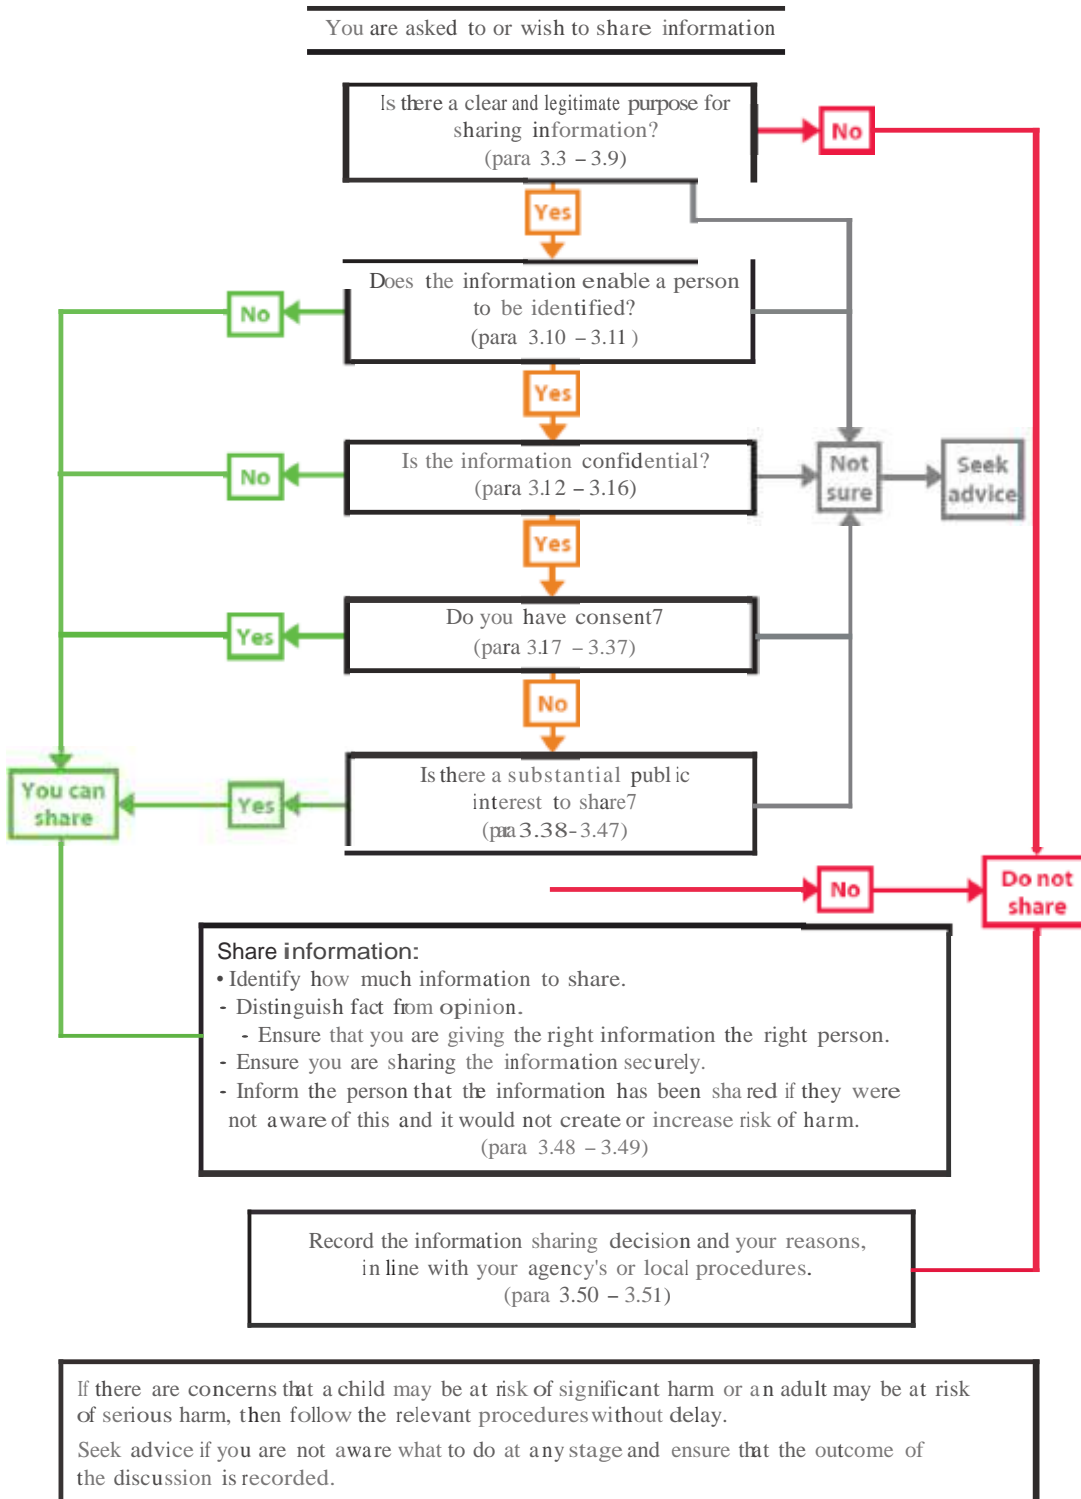 You are asked to or wish to share information
Is there a clear and legitimate purpose for
sharing information?
(para 3.3 – 3.9)
No
Yes
Does the information enable a person
to be identified?
(para 3.10 – 3.11)
No
Yes
Is the information confidential?
(para 3.12 – 3.16)
No
Not
sure
Seek
advice
Yes
Do you have consent7
(para 3.17 – 3.37)
Yes
No
Is there a substantial public
interest to share7
(para 3.38-3.47)
You can
share
Yes
No
Do not
share
Share information:
• Identify how much information to share.
- Distinguish fact from opinion.
- Ensure that you are giving the right information the right person.
- Ensure you are sharing the information securely.
- Inform the person that the information has been shared if they were
not aware of this and it would not create or increase risk of harm.
(para 3.48 – 3.49)
Record the information sharing decision and your reasons,
in line with your agency's or local procedures.
(para 3.50 – 3.51)
If there are concerns that a child may be at risk of significant harm or an adult may be at risk
of serious harm, then follow the relevant procedures without delay.
Seek advice if you are not aware what to do at any stage and ensure that the outcome of
the discussion is recorded.